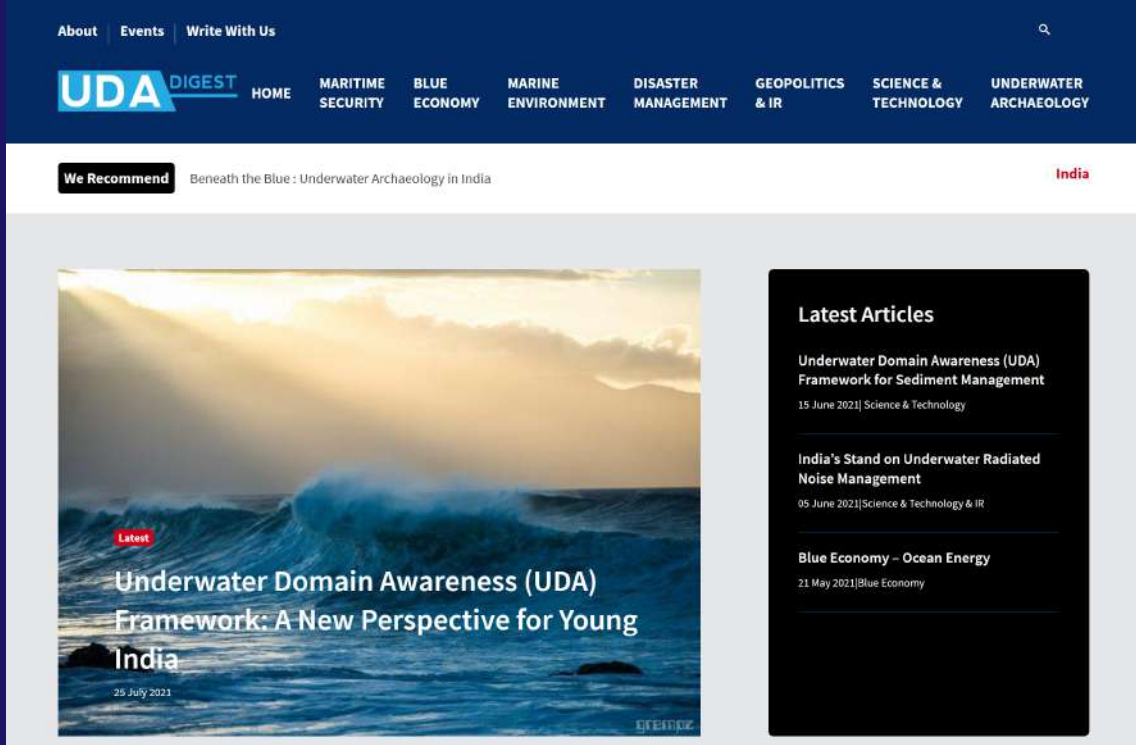 About
Events
Write With Us
UDA DIGEST
HOME
MARITIME
SECURITY
BLUE
ECONOMY
MARINE
ENVIRONMENT
DISASTER
MANAGEMENT
GEOPOLITICS
& IR
SCIENCE &
TECHNOLOGY
UNDERWATER
ARCHAEOLOGY
We Recommend
Beneath the Blue : Underwater Archaeology in India
India
Latest
Underwater Domain Awareness (UDA)
Framework: A New Perspective for Young
India
25 July 2021
grempz
Latest Articles
Underwater Domain Awareness (UDA)
Framework for Sediment Management
15 June 2021| Science & Technology
India’s Stand on Underwater Radiated
Noise Management
05 June 2021|Science & Technology & IR
Blue Economy – Ocean Energy
21 May 2021|Blue Economy